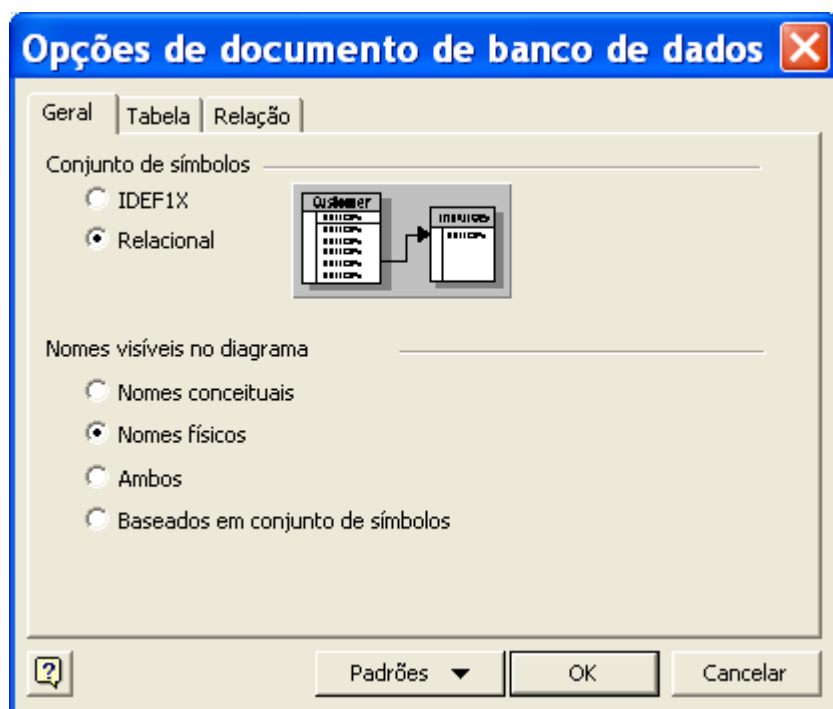 Opções de documento de banco de dados
Geral
Tabela
Relação
Conjunto de símbolos
IDEF1X
Relacional
Customer
Nomes visíveis no diagrama
Nomes conceituais
Nomes físicos
Ambos
Baseados em conjunto de símbolos
?
Padrões
OK
Cancelar